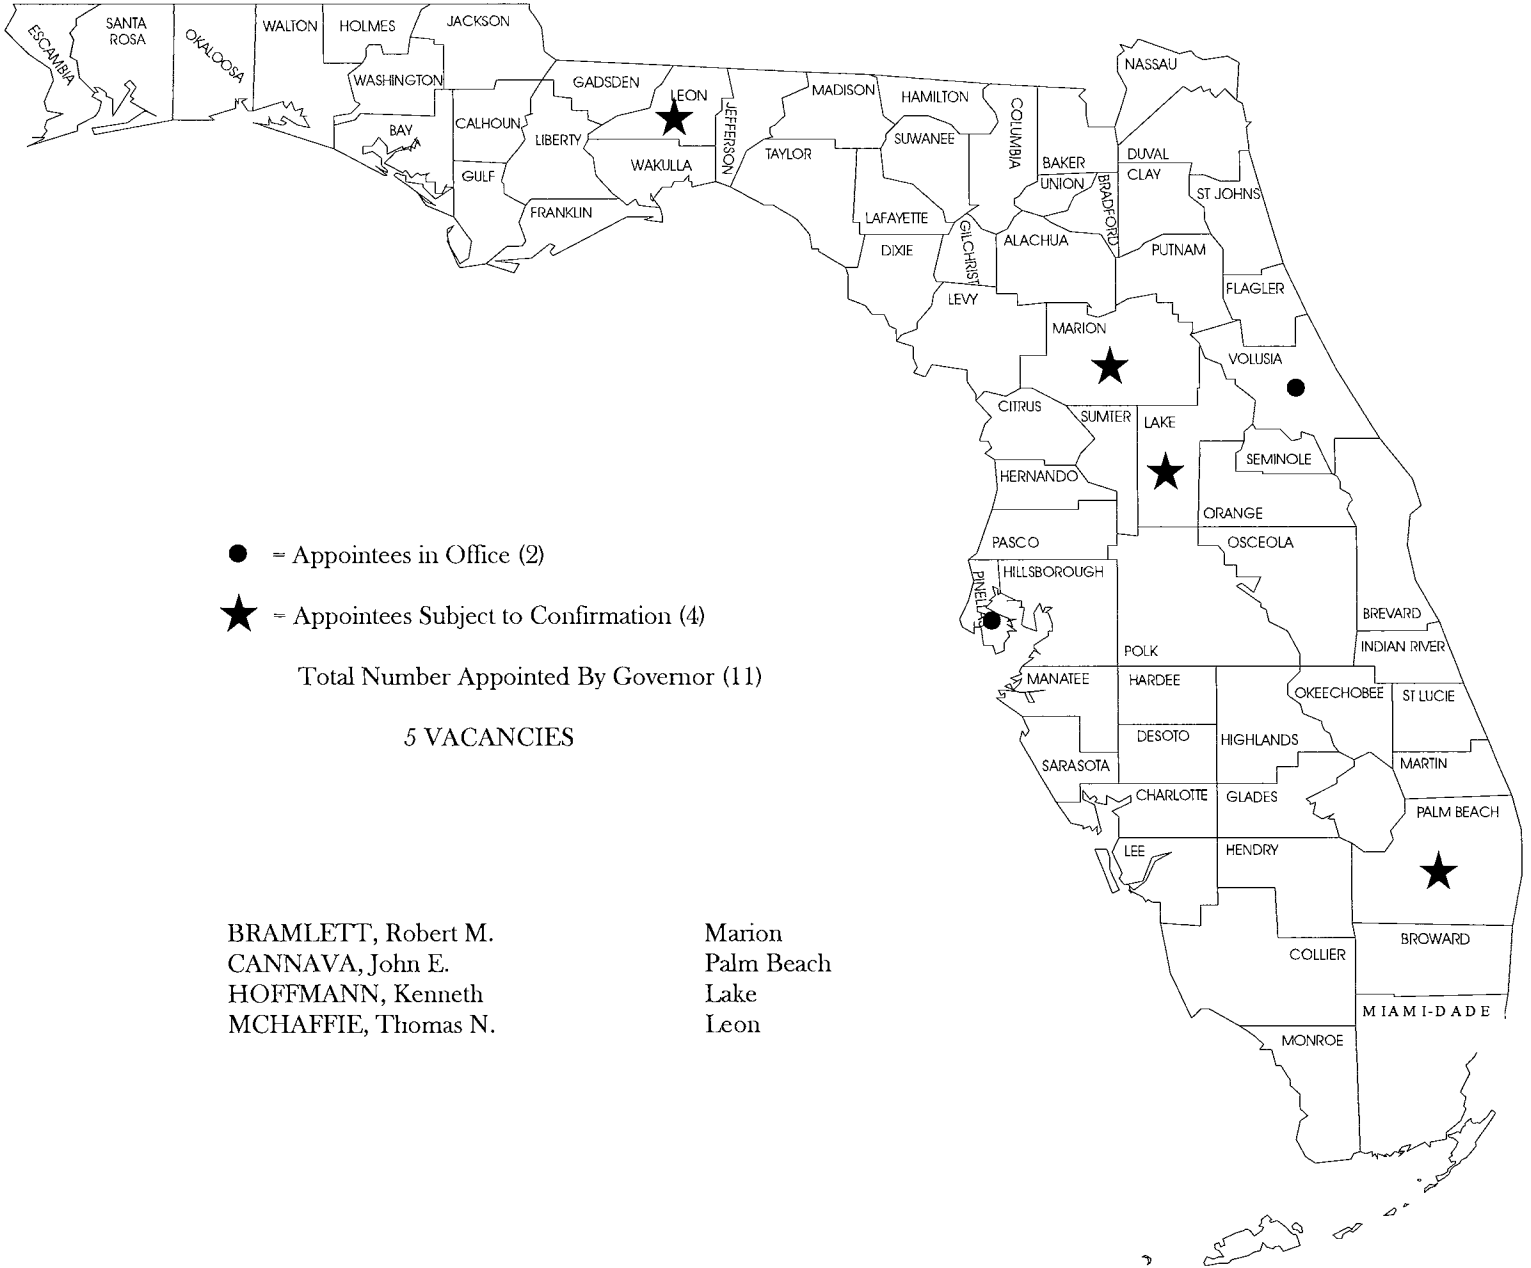 ESCAMBIA
SANTA
ROSA
OKALOOSA
WALTON
HOLMES
JACKSON
WASHINGTON
BAY
CALHOUN
GULF
GADSDEN
LIBERTY
FRANKLIN
LEON
WAKULLA
JEFFERSON
MADISON
TAYLOR
HAMILTON
SUWANEE
LAFAYETTE
DIXIE
COLUMBIA
GILCHRIST
LEVY
NASSAU
BAKER
DUVAL
UNION
BRADFORD
CLAY
ST JOHNS
ALACHUA
PUTNAM
FLAGLER
MARION
VOLUSIA
CITRUS
SUMTER
LAKE
SEMINOLE
HERNANDO
ORANGE
PASCO
OSCEOLA
PINELLAS
HILLSBOROUGH
POLK
BREVARD
INDIAN RIVER
MANATEE
HARDEE
OKEECHOBEE
ST LUCIE
DESOTO
HIGHLANDS
SARASOTA
MARTIN
CHARLOTTE
GLADES
PALM BEACH
LEE
HENDRY
BROWARD
COLLIER
MIAMI-DADE
MONROE
= Appointees in Office (2)
= Appointees Subject to Confirmation (4)
Total Number Appointed By Governor (11)
5 VACANCIES
BRAMLETT, Robert M. Marion
CANNAVA, John E. Palm Beach
HOFFMANN, Kenneth Lake
MCHAFFIE, Thomas N. Leon